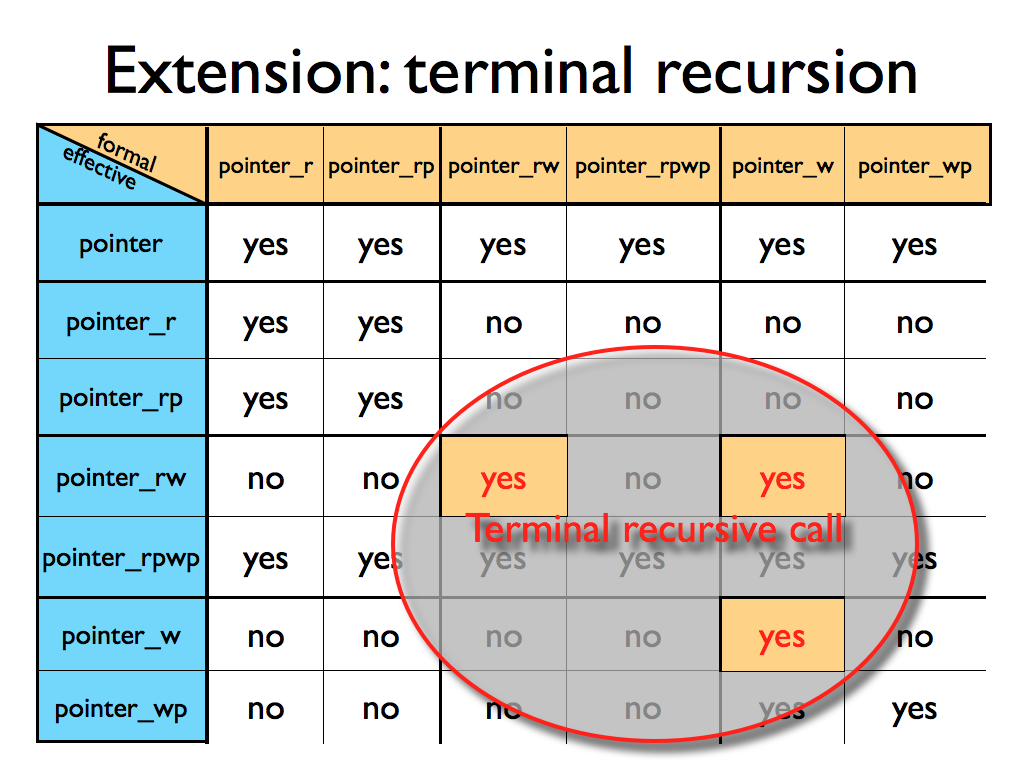 Extension: terminal recursion
formal
effective
pointer_r pointer_rp pointer_rw pointer_rpwp pointer_w pointer_wp
pointer yes yes yes yes yes yes
pointer_r yes yes no no no no
pointer_rp yes yes no no no no
pointer_rw no no yes no yes no
Terminal recursive call
pointer_rpwp yes yes yes yes yes yes
pointer_w no no no no yes no
pointer_wp no no no no yes yes